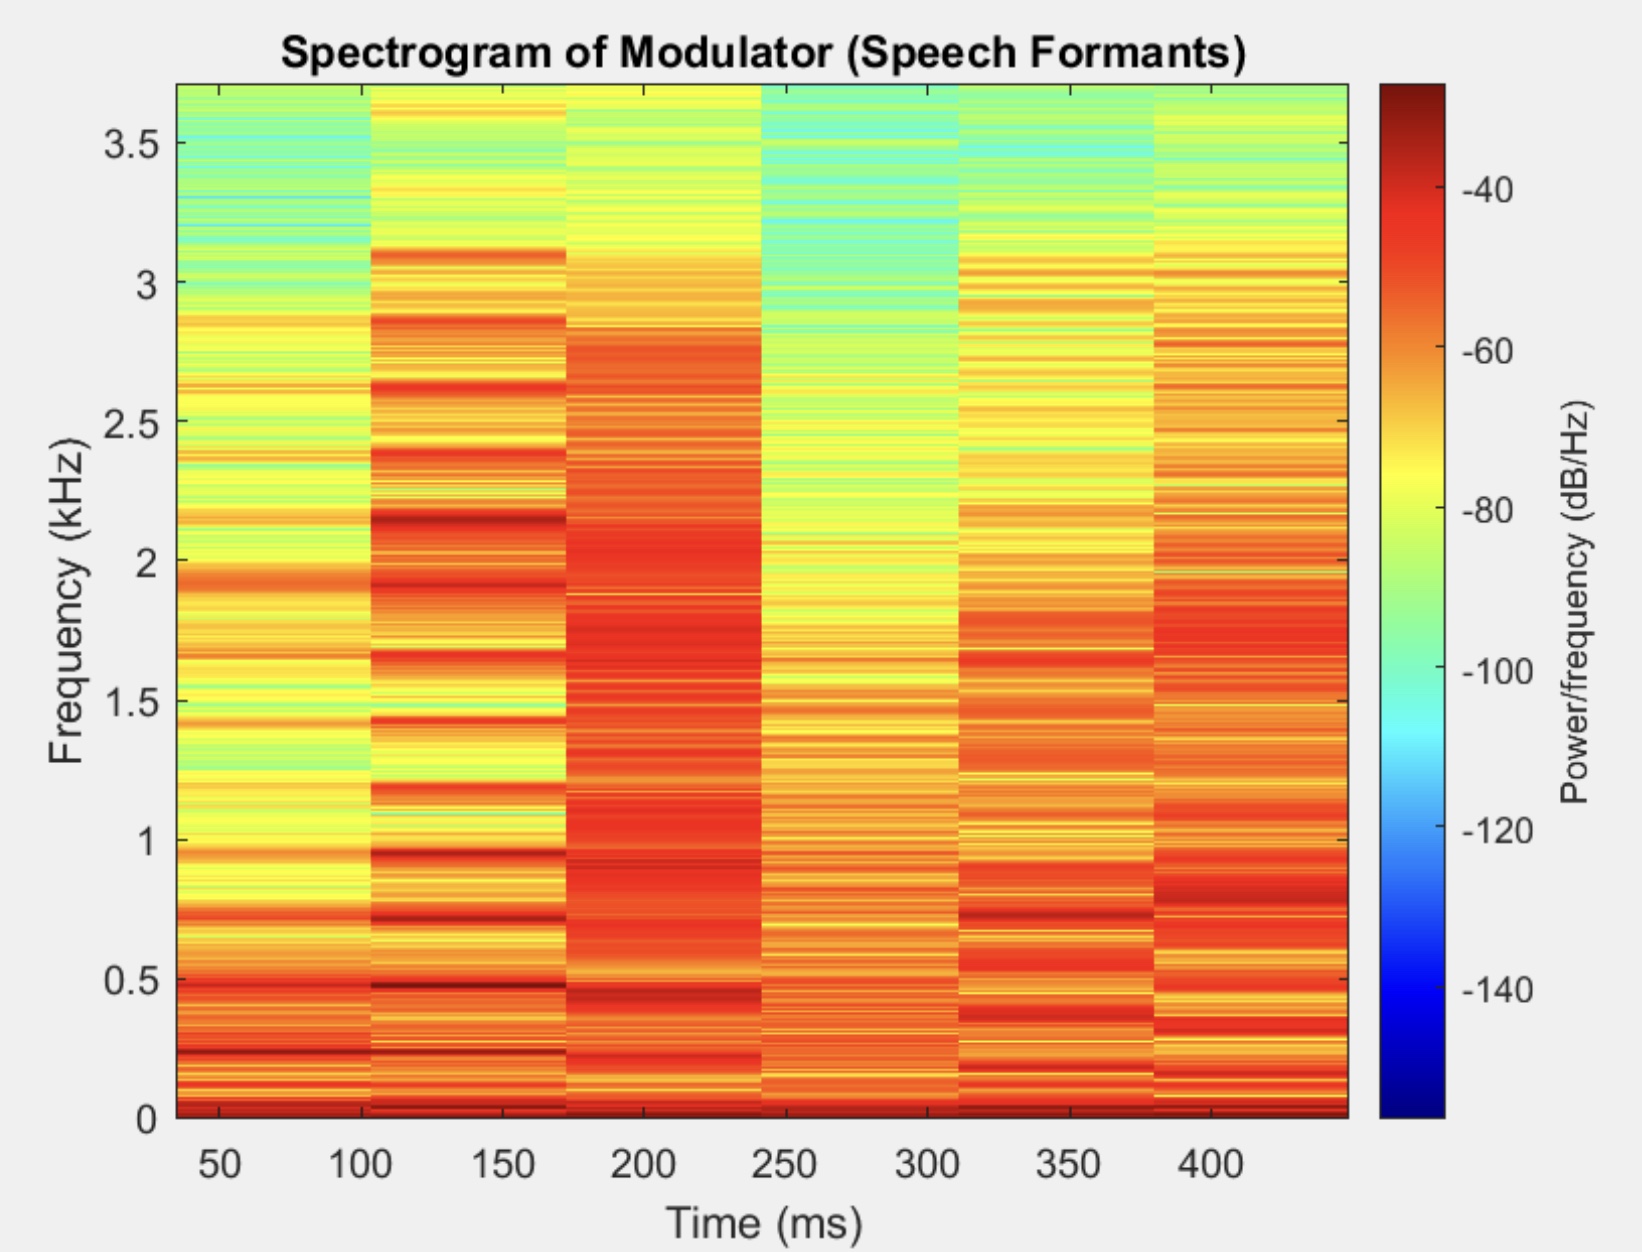 Spectrogram of Modulator (Speech Formants)
3.5
3
2.5
2
1.5
1
0.5
0
Frequency (kHz)
50 100 150 200 250 300 350 400
Time (ms)
-40
-60
-80
-100
-120
-140
Power/frequency (dB/Hz)